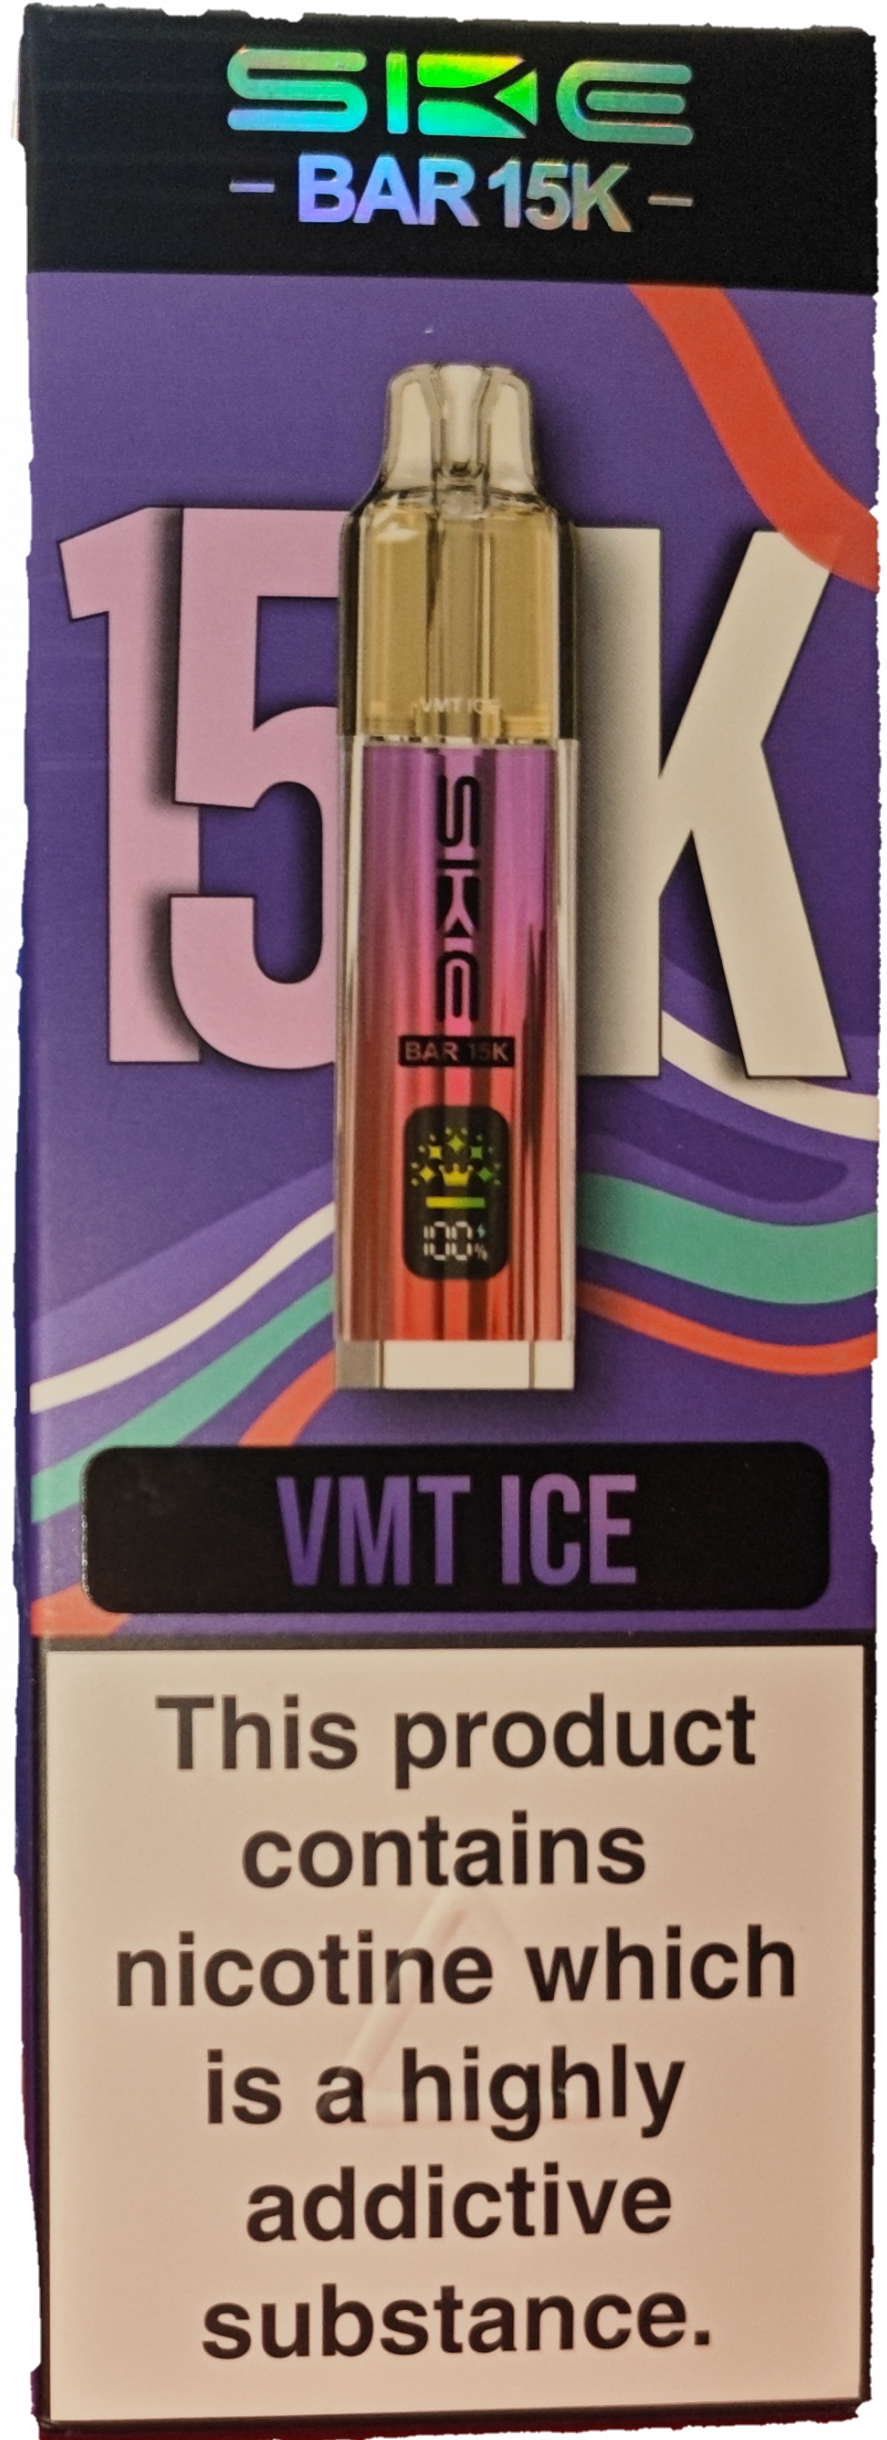 SKE
- BAR 15K -
15K
VMT ICE
SKE
BAR 15K
100%
VMT ICE
This product
contains
nicotine which
is a highly
addictive
substance.